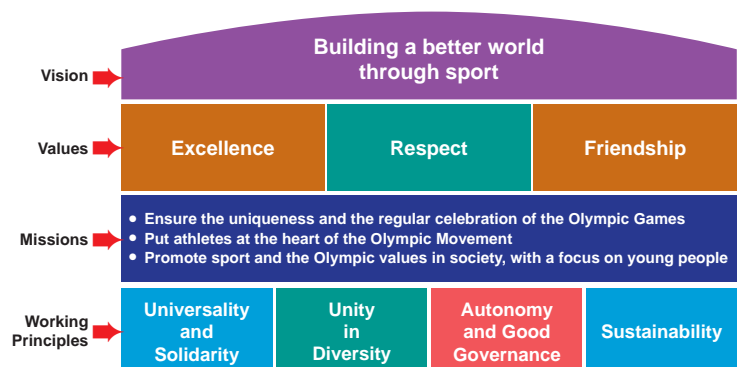 Building a better world
through sport
Vision
Values
Excellence
Respect
Friendship
Missions
• Ensure the uniqueness and the regular celebration of the Olympic Games
• Put athletes at the heart of the Olympic Movement
• Promote sport and the Olympic values in society, with a focus on young people
Working
Principles
Universality
and
Solidarity
Unity
in
Diversity
Autonomy
and Good
Governance
Sustainability